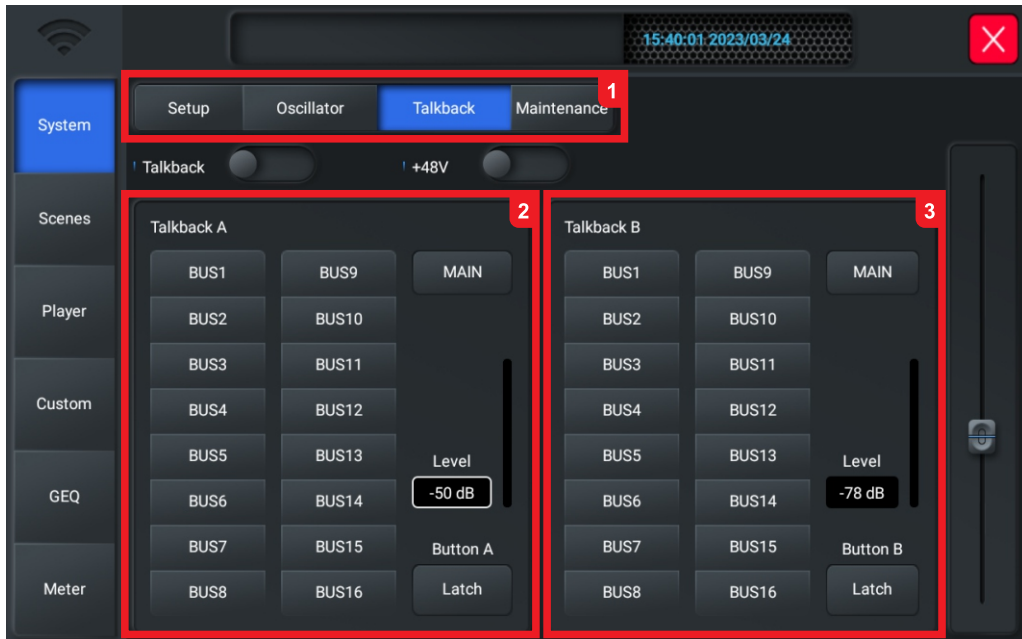 15:40:01 2023/03/24
System
Scenes
Player
Custom
GEQ
Meter
Setup Oscillator Talkback Maintenance 1
Talkback +48V
2
Talkback A
BUS1 BUS9 MAIN
BUS2 BUS10
BUS3 BUS11
BUS4 BUS12
BUS5 BUS13 Level
BUS6 BUS14 -50 dB
BUS7 BUS15 Button A
BUS8 BUS16 Latch
3
Talkback B
BUS1 BUS9 MAIN
BUS2 BUS10
BUS3 BUS11
BUS4 BUS12
BUS5 BUS13 Level
BUS6 BUS14 -78 dB
BUS7 BUS15 Button B
BUS8 BUS16 Latch